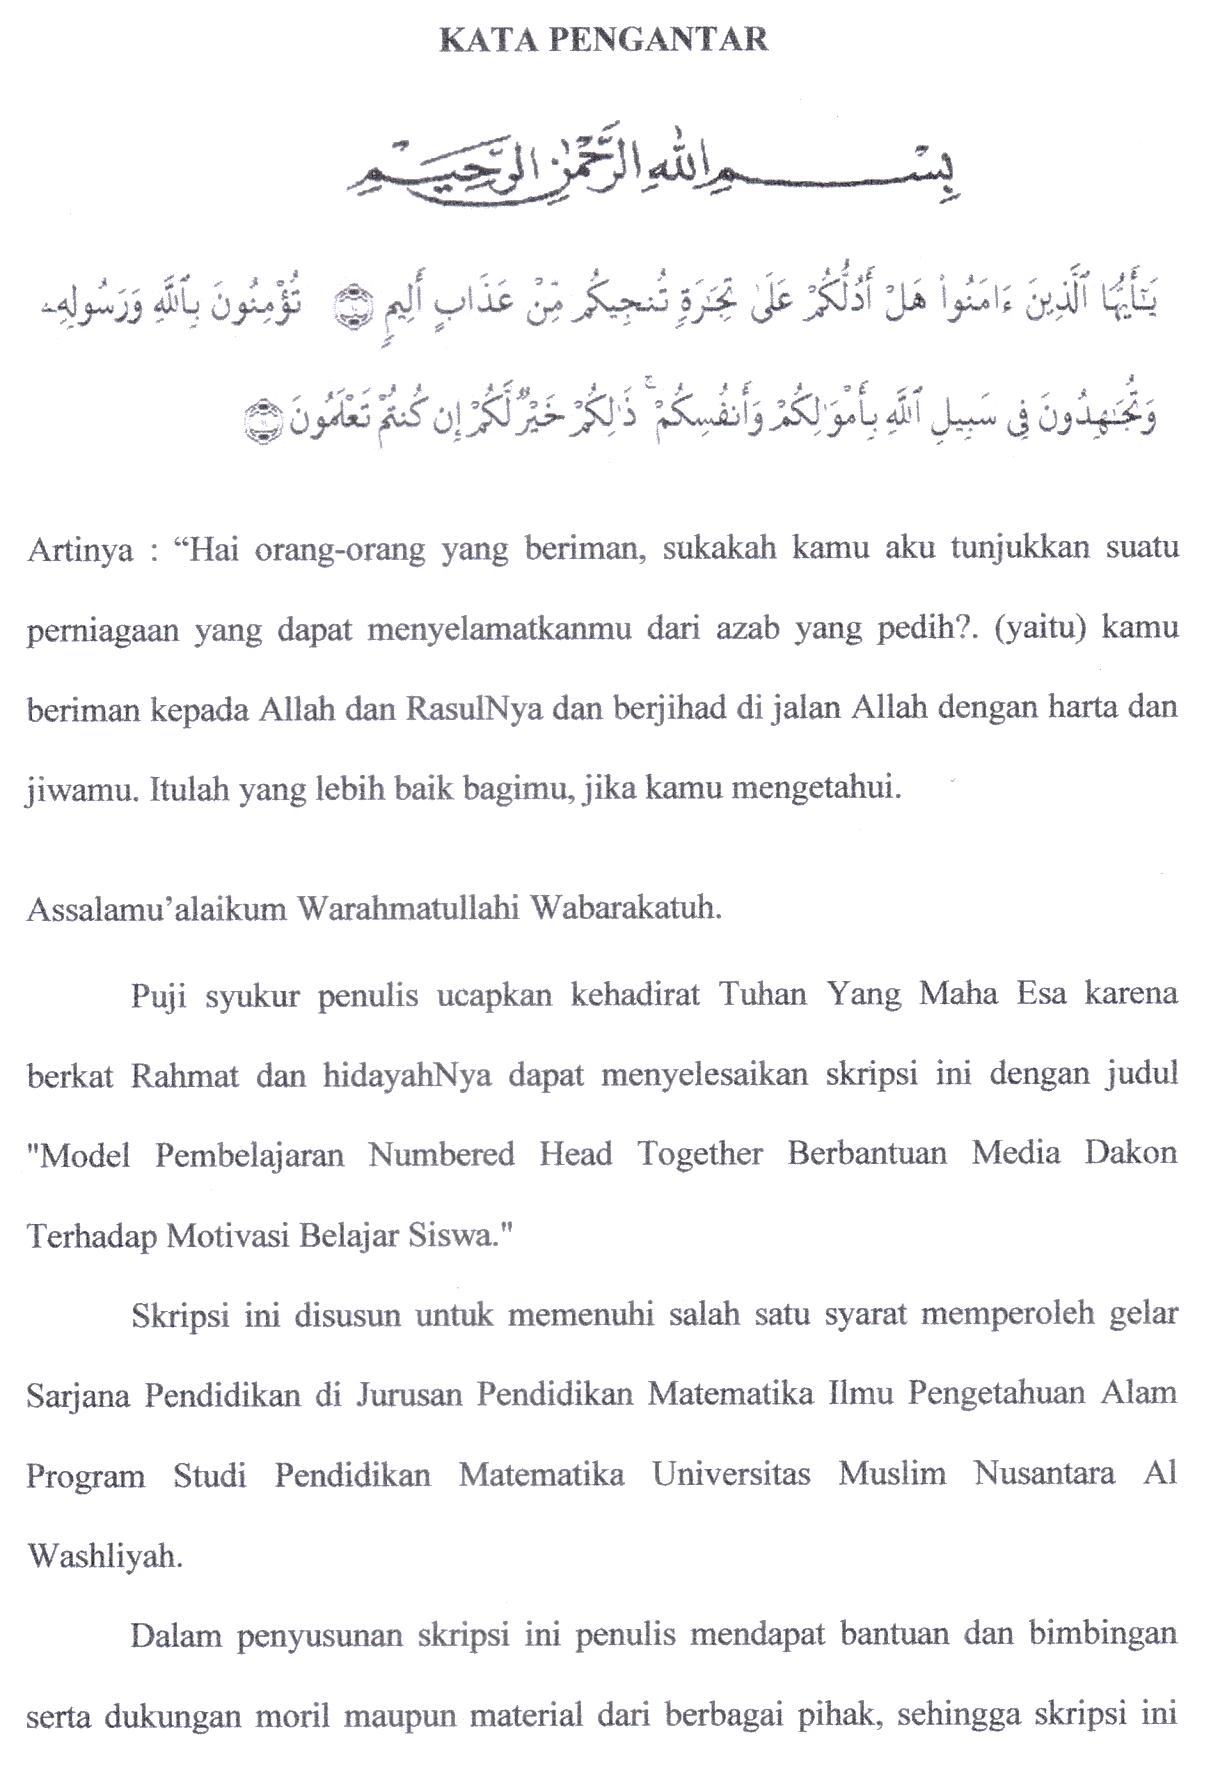 KATA PENGANTAR
بِسْمِ اللهِ الرَّحْمٰنِ الرَّحِيْمِ
يَٰٓأَيُّهَا ٱلَّذِينَ ءَامَنُوا۟ هَلْ أَدُلُّكُمْ عَلَىٰ تِجَٰرَةٍ تُنجِيكُم مِّنْ عَذَابٍ أَلِيمٍ تُؤْمِنُونَ بِٱللَّهِ وَرَسُولِهِۦ
وَتُجَٰهِدُونَ فِى سَبِيلِ ٱللَّهِ بِأَمْوَٰلِكُمْ وَأَنفُسِكُمْ ۚ ذَٰلِكُمْ خَيْرٌ لَّكُمْ إِن كُنتُمْ تَعْلَمُونَ
Artinya : “Hai orang-orang yang beriman, sukakah kamu aku tunjukkan suatu
perniagaan yang dapat menyelamatkanmu dari azab yang pedih?. (yaitu) kamu
beriman kepada Allah dan RasulNya dan berjihad di jalan Allah dengan harta dan
jiwamu. Itulah yang lebih baik bagimu, jika kamu mengetahui.
Assalamu’alaikum Warahmatullahi Wabarakatuh.
Puji syukur penulis ucapkan kehadirat Tuhan Yang Maha Esa karena
berkat Rahmat dan hidayahNya dapat menyelesaikan skripsi ini dengan judul
"Model Pembelajaran Numbered Head Together Berbantuan Media Dakon
Terhadap Motivasi Belajar Siswa."
Skripsi ini disusun untuk memenuhi salah satu syarat memperoleh gelar
Sarjana Pendidikan di Jurusan Pendidikan Matematika Ilmu Pengetahuan Alam
Program Studi Pendidikan Matematika Universitas Muslim Nusantara Al
Washliyah.
Dalam penyusunan skripsi ini penulis mendapat bantuan dan bimbingan
serta dukungan moril maupun material dari berbagai pihak, sehingga skripsi ini